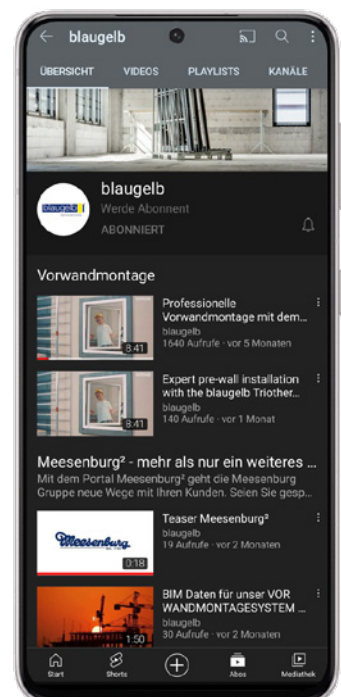 blaugelb
ÜBERSICHT VIDEOS PLAYLISTS KANÄLE
blaugelb
blaugelb
Werde Abonnent
ABONNIERT
Vorwandmontage
Professionelle
Vorwandmontage mit dem...
blaugelb
1640 Aufrufe · vor 5 Monaten
8:41
Expert pre-wall installation
with the blaugelb Triother...
blaugelb
140 Aufrufe · vor 1 Monat
8:41
Meesenburg² - mehr als nur ein weiteres ...
Mit dem Portal Meesenburg² geht die Meesenburg
Gruppe neue Wege mit Ihren Kunden. Seien Sie gesp...
Meesenburg
0:18
Teaser Meesenburg²
blaugelb
19 Aufrufe · vor 2 Monaten
BIM Daten für unser VOR
WANDMONTAGESYSTEM ...
blaugelb
30 Aufrufe · vor 2 Monaten
1:50
Start Shorts Abos Mediathek